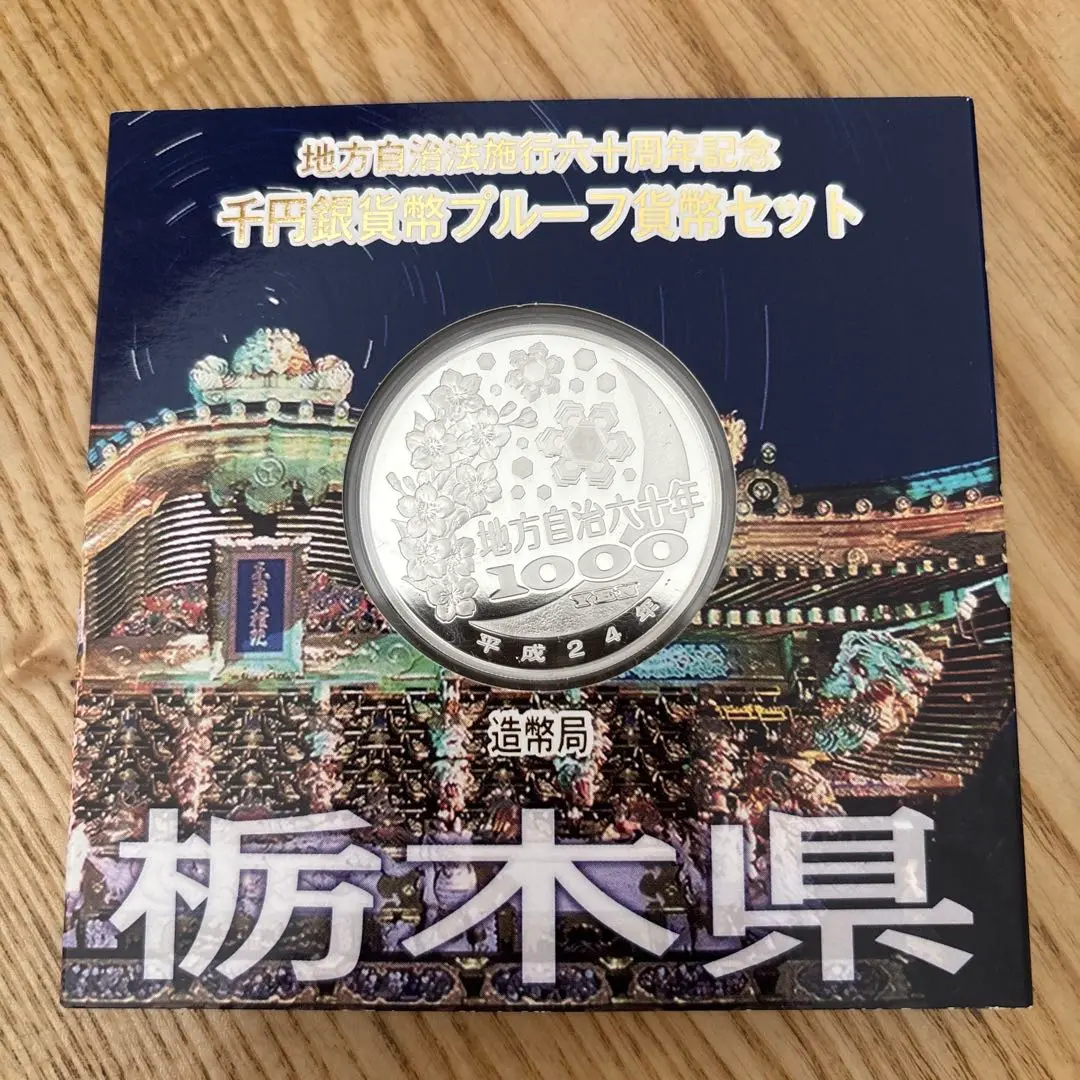 地方自治法施行六十周年記念
千円銀貨幣プルーフ貨幣セット
地方自治六十年
1000
YEN
平成24年
造幣局
栃木県